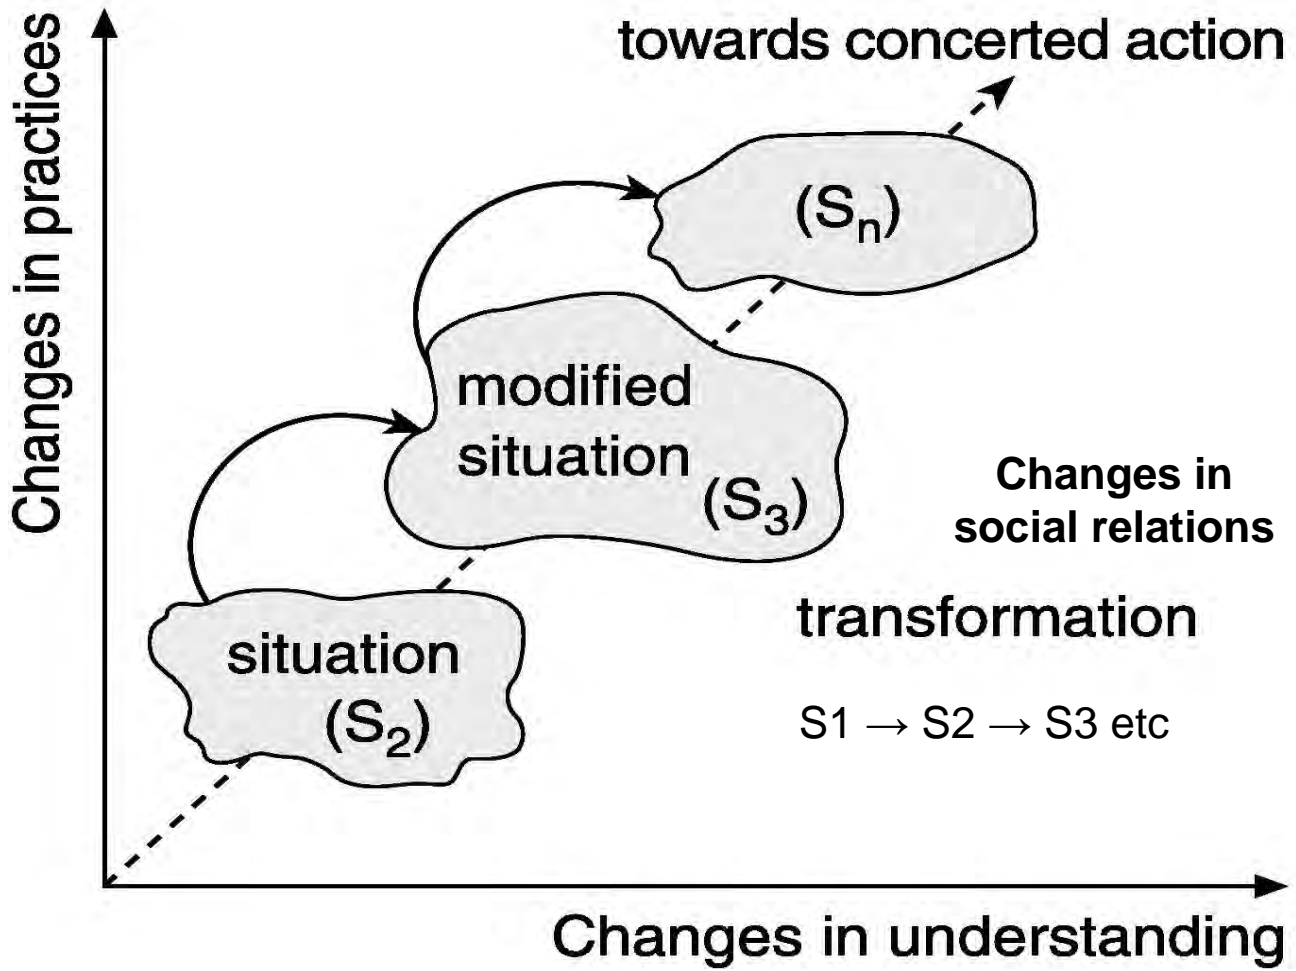 towards concerted action
Changes in practices
(Sn)
modified
situation
(S3)
Changes in
social relations
transformation
situation
(S2)
S1 → S2 → S3 etc
Changes in understanding